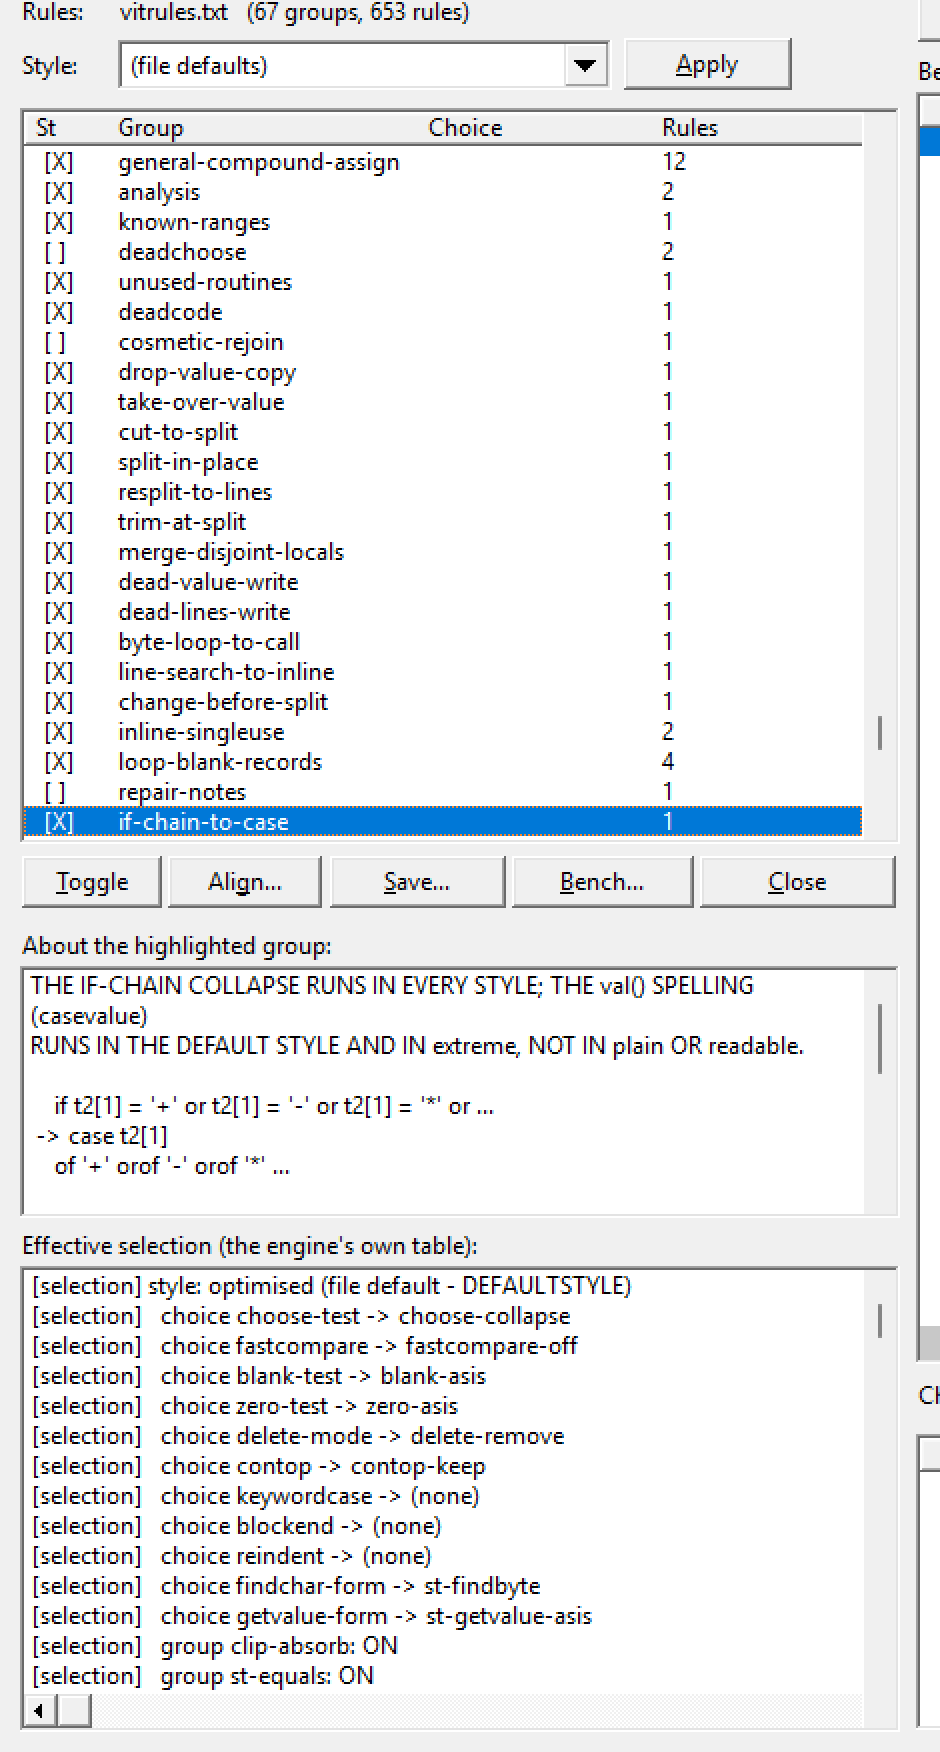 Rules: vitrules.txt (67 groups, 653 rules)
Style: (file defaults) Apply
St Group Choice Rules
[X] general-compound-assign 12
[X] analysis 2
[X] known-ranges 1
[ ] deadchoose 2
[X] unused-routines 1
[X] deadcode 1
[ ] cosmetic-rejoin 1
[X] drop-value-copy 1
[X] take-over-value 1
[X] cut-to-split 1
[X] split-in-place 1
[X] resplit-to-lines 1
[X] trim-at-split 1
[X] merge-disjoint-locals 1
[X] dead-value-write 1
[X] dead-lines-write 1
[X] byte-loop-to-call 1
[X] line-search-to-inline 1
[X] change-before-split 1
[X] inline-singleuse 2
[X] loop-blank-records 4
[ ] repair-notes 1
[X] if-chain-to-case 1
Toggle Align... Save... Bench... Close
About the highlighted group:
THE IF-CHAIN COLLAPSE RUNS IN EVERY STYLE; THE val() SPELLING
(casevalue)
RUNS IN THE DEFAULT STYLE AND IN extreme, NOT IN plain OR readable.
if t2[1] = '+' or t2[1] = '-' or t2[1] = '*' or ...
-> case t2[1]
of '+' orof '-' orof '*' ...
Effective selection (the engine's own table):
[selection] style: optimised (file default - DEFAULTSTYLE)
[selection] choice choose-test -> choose-collapse
[selection] choice fastcompare -> fastcompare-off
[selection] choice blank-test -> blank-asis
[selection] choice zero-test -> zero-asis
[selection] choice delete-mode -> delete-remove
[selection] choice contop -> contop-keep
[selection] choice keywordcase -> (none)
[selection] choice blockend -> (none)
[selection] choice reindent -> (none)
[selection] choice findchar-form -> st-findbyte
[selection] choice getvalue-form -> st-getvalue-asis
[selection] group clip-absorb: ON
[selection] group st-equals: ON